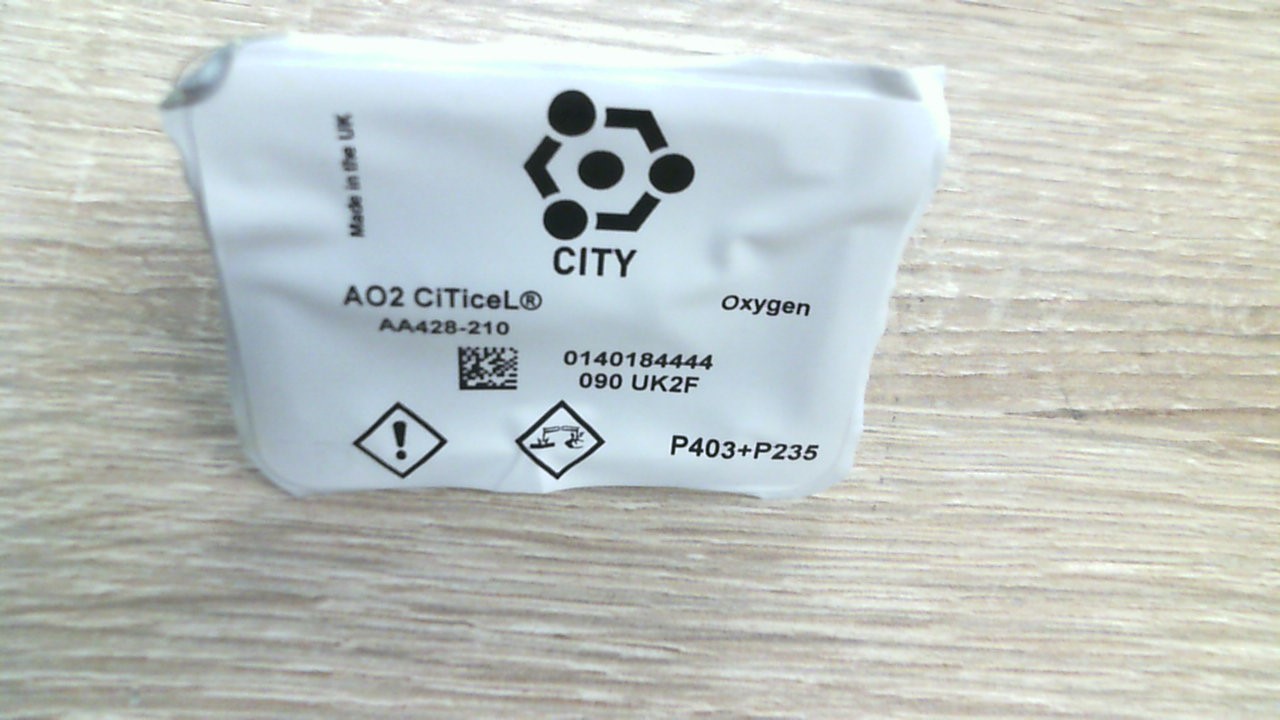 Made in the UK
CITY
AO2 CiTiceL®
AA428-210
Oxygen
0140184444
090 UK2F
P403+P235